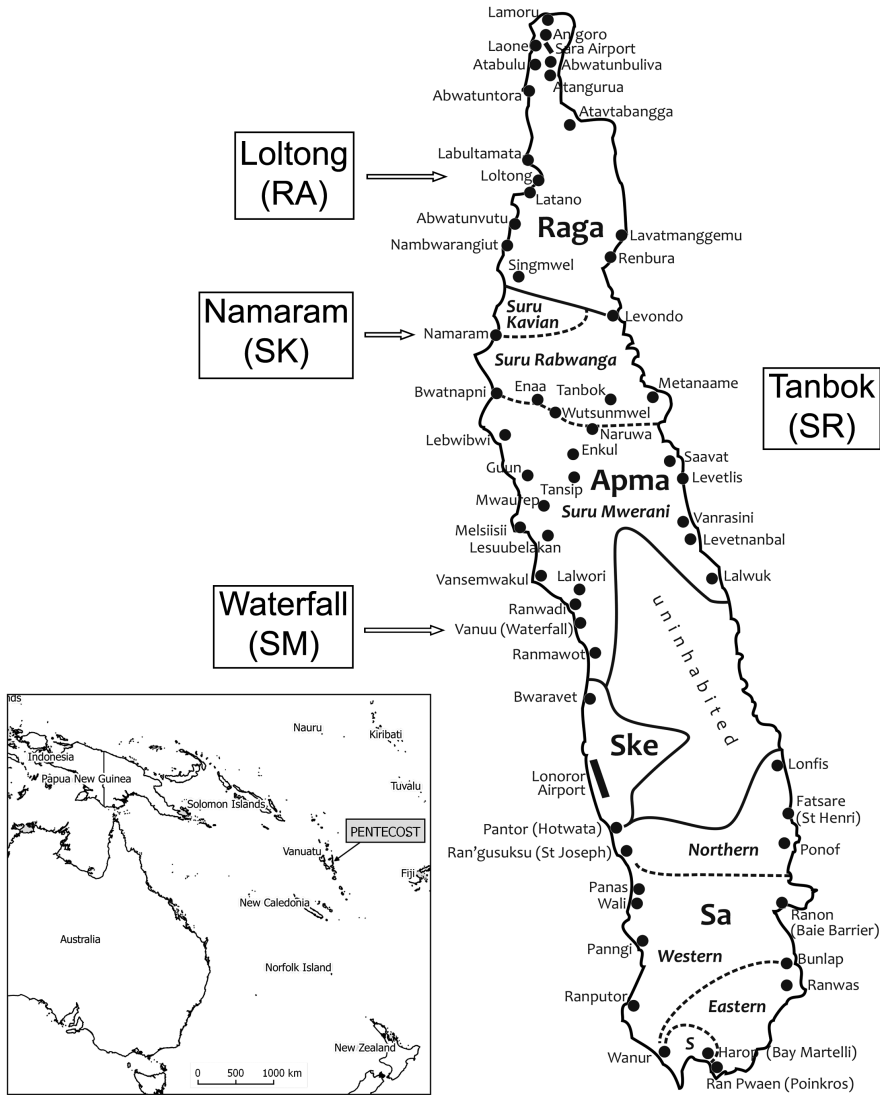 Lamoru
Angoro
Laone
Sara Airport
Atabulu
Abwatunbuliva
Atangurua
Abwatuntora
Atavtabangga
Loltong
(RA)
Labultamata
Loltong
Latano
Abwatunvutu
Raga
Lavatmanggemu
Nambwarangiut
Renbura
Singmwel
Namaram
(SK)
Suru
Kavian
Levondo
Namaram
Suru Rabwanga
Tanbok
(SR)
Bwatnapni
Enaa
Tanbok
Metanaame
Wutsunmwel
Lebwibwi
Naruwa
Enkul
Saavat
Guun
Tansip
Apma
Levetlis
Mwaurep
Suru Mwerani
Vanrasini
Melsiisii
Lesuubelakan
Levetnanbal
Vansemwakul
Lalwori
Lalwuk
Waterfall
(SM)
Ranwadi
Vanuu (Waterfall)
Ranmawot
uninhabited
Bwaravet
Ske
Lonoror
Airport
Lonfis
Fatsare
(St Henri)
Pantor (Hotwata)
Ran'gusuksu (St Joseph)
Northern
Ponof
Panas
Wali
Sa
Ranon
(Baie Barrier)
Panngi
Western
Bunlap
Ranwas
Ranputor
Eastern
S
Wanur
Harop (Bay Martelli)
Ran Pwaen (Poinkros)
nds
Nauru
Kiribati
Indonesia
Papua New Guinea
Solomon Islands
Tuvalu
PENTECOST
Vanuatu
Fiji
New Caledonia
Australia
Norfolk Island
New Zealand
0 500 1000 km